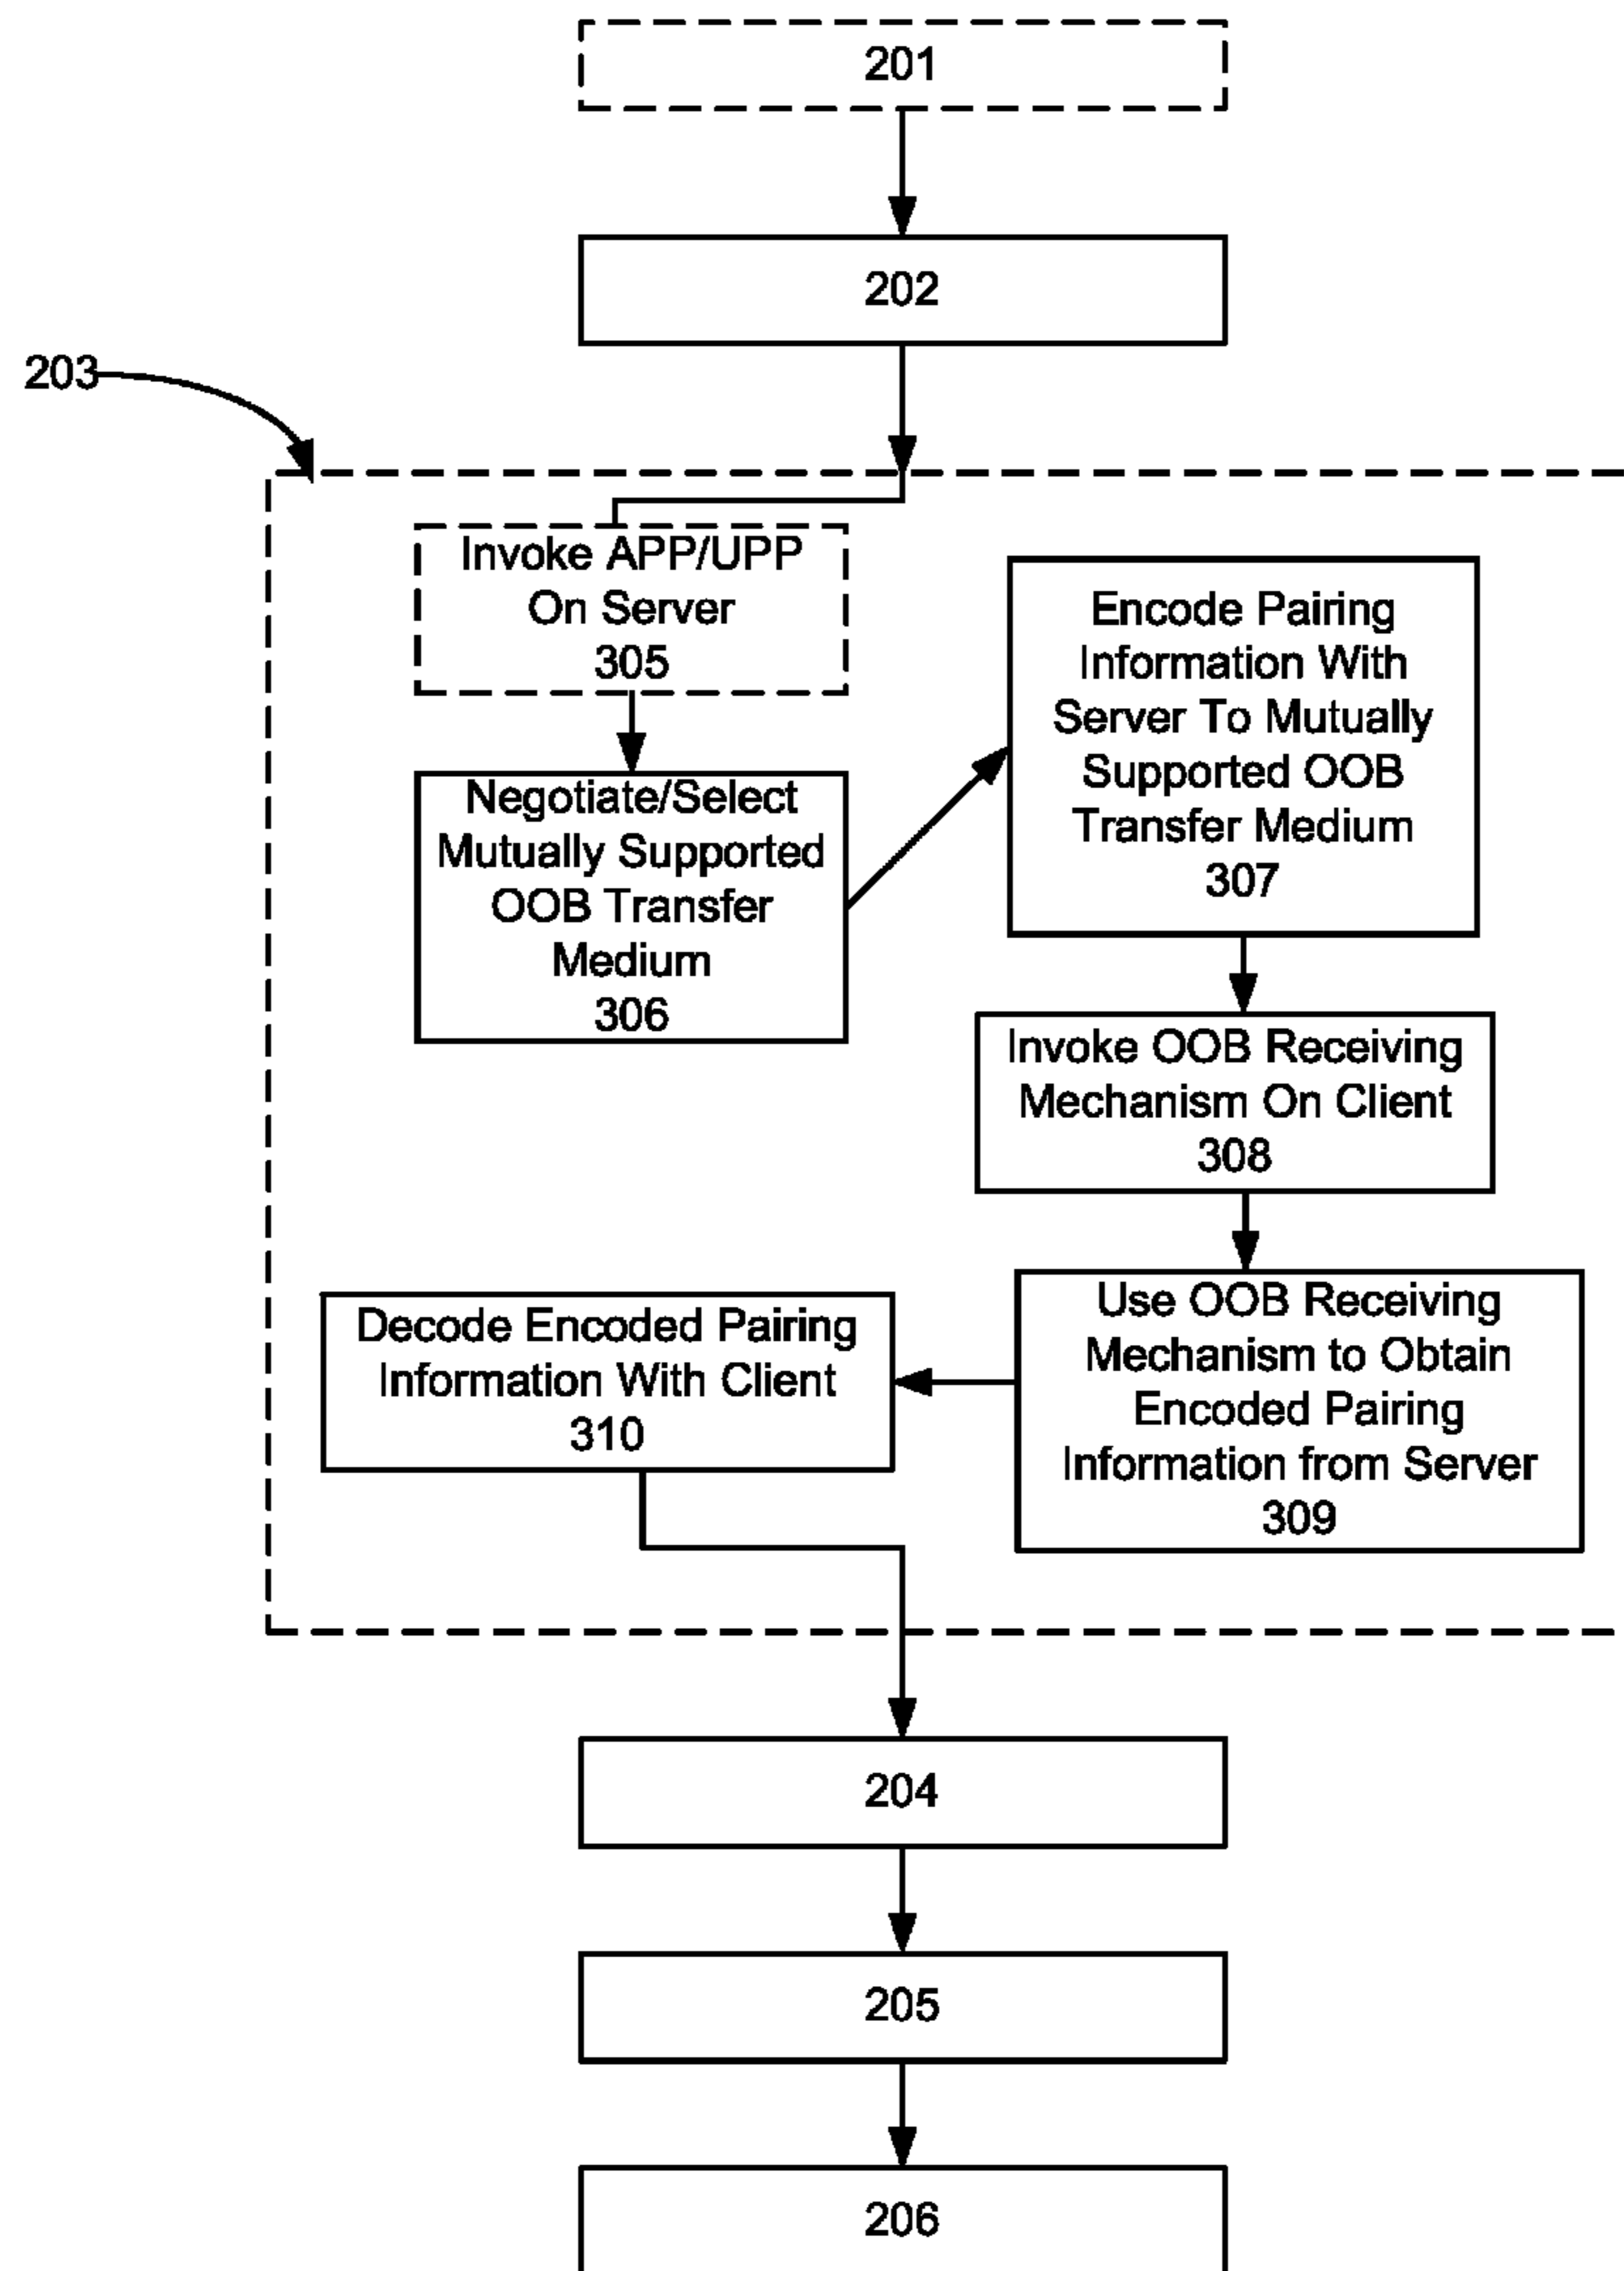 201
202
203
Invoke APP/UPP
On Server
305
Negotiate/Select
Mutually Supported
OOB Transfer
Medium
306
Encode Pairing
Information With
Server To Mutually
Supported OOB
Transfer Medium
307
Invoke OOB Receiving
Mechanism On Client
308
Use OOB Receiving
Mechanism to Obtain
Encoded Pairing
Information from Server
309
Decode Encoded Pairing
Information With Client
310
204
205
206